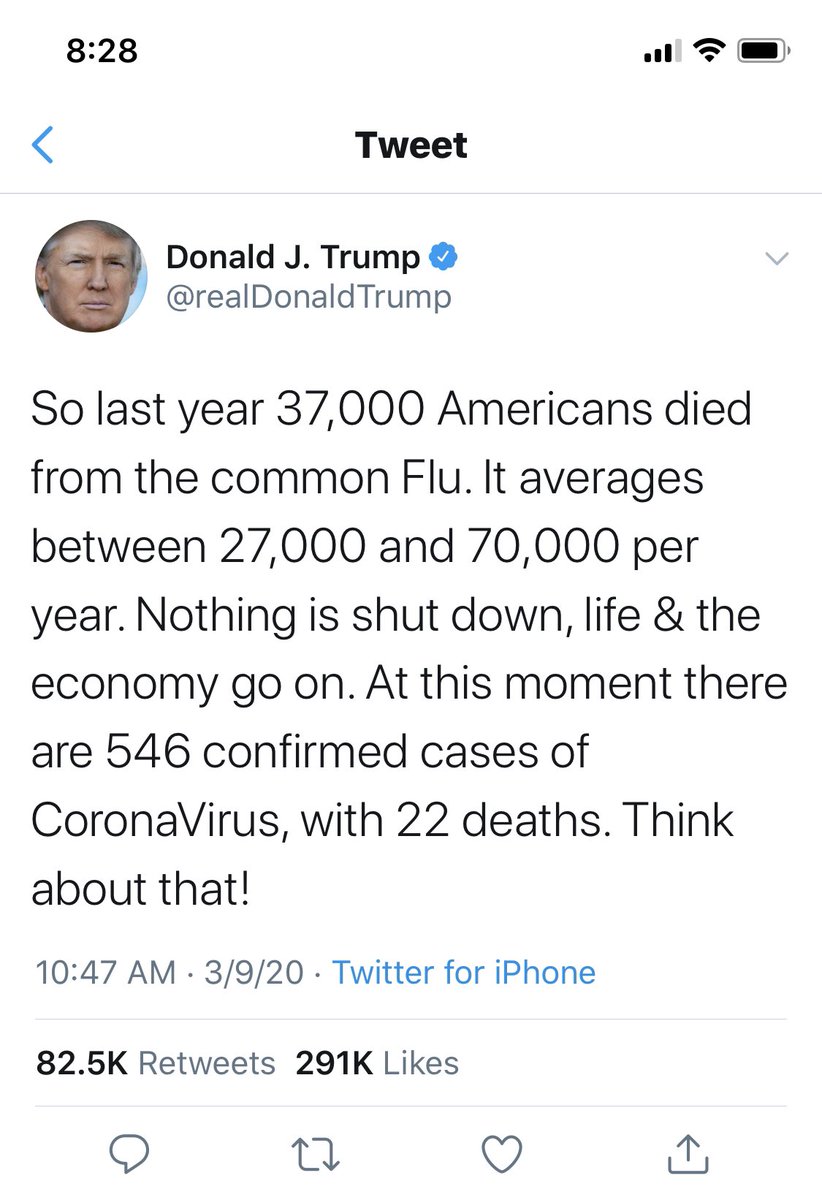 8:28
Tweet
Donald J. Trump
@realDonaldTrump
So last year 37,000 Americans died
from the common Flu. It averages
between 27,000 and 70,000 per
year. Nothing is shut down, life & the
economy go on. At this moment there
are 546 confirmed cases of
CoronaVirus, with 22 deaths. Think
about that!
10:47 AM · 3/9/20 · Twitter for iPhone
82.5K Retweets 291K Likes